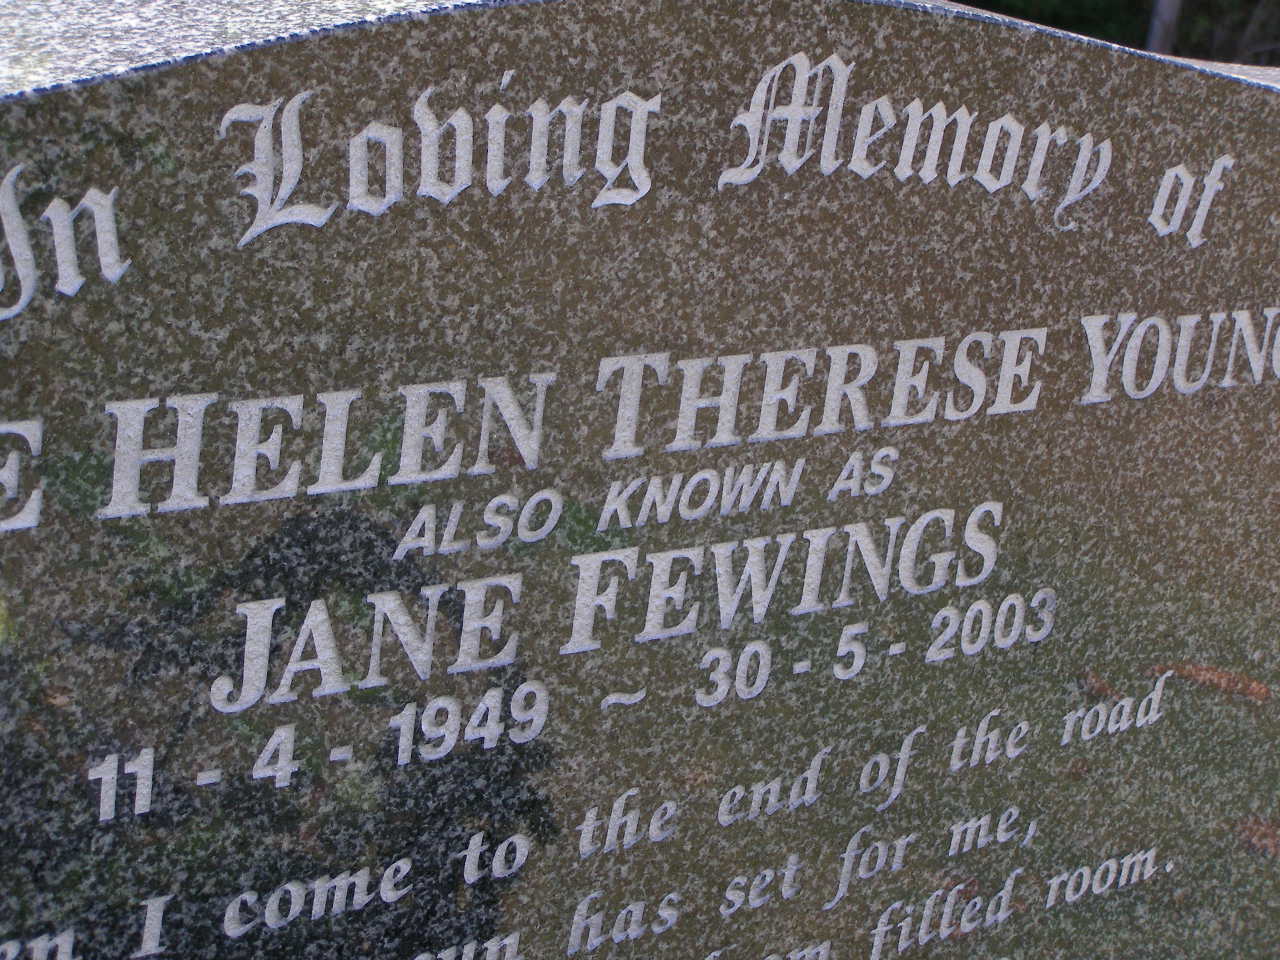 In Loving Memory of
HELEN THERESE YOUNG
ALSO KNOWN AS
JANE FEWINGS
11 - 4 - 1949 ~ 30 - 5 - 2003
I come to the end of the road
has set for me,
filled room.